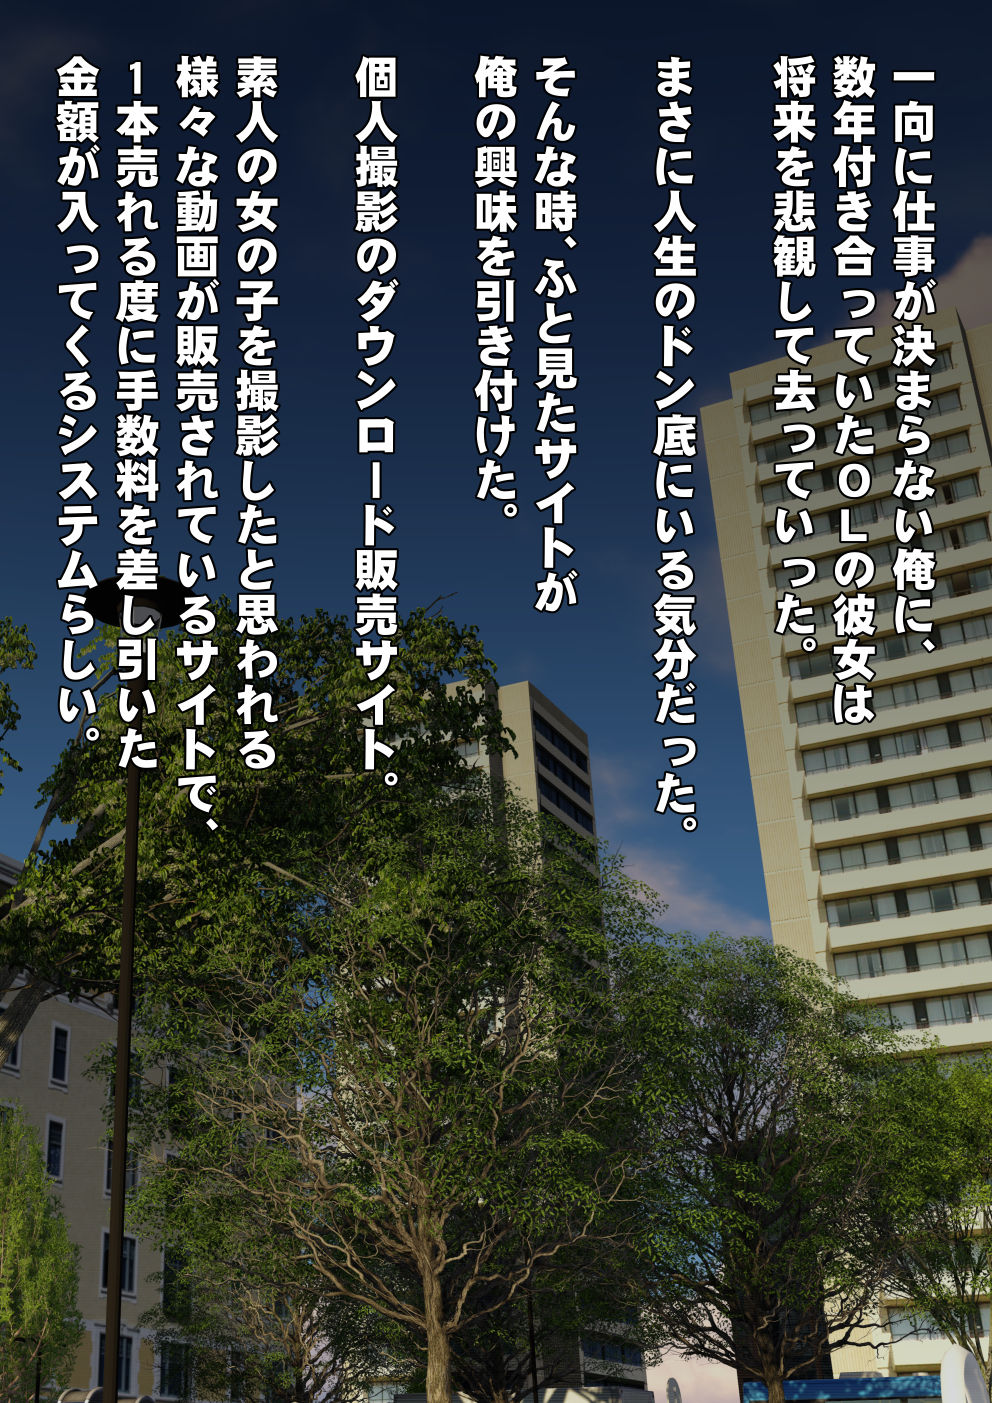 一向に仕事が決まらない俺に、
数年付き合っていたＯＬの彼女は
将来を悲観して去っていった。
まさに人生のドン底にいる気分だった。
そんな時、ふと見たサイトが
俺の興味を引き付けた。
個人撮影のダウンロード販売サイト。
素人の女の子を撮影したと思われる
様々な動画が販売されているサイトで、
１本売れる度に手数料を差し引いた
金額が入ってくるシステムらしい。